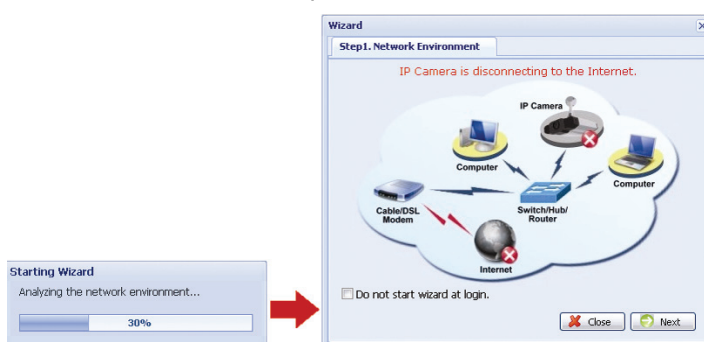 Starting Wizard
Analyzing the network environment...
30%
Wizard
Step1. Network Environment
IP Camera is disconnecting to the Internet.
IP Camera
Computer
Computer
Cable/DSL
Modem
Switch/Hub/
Router
Internet
Do not start wizard at login.
Close
Next